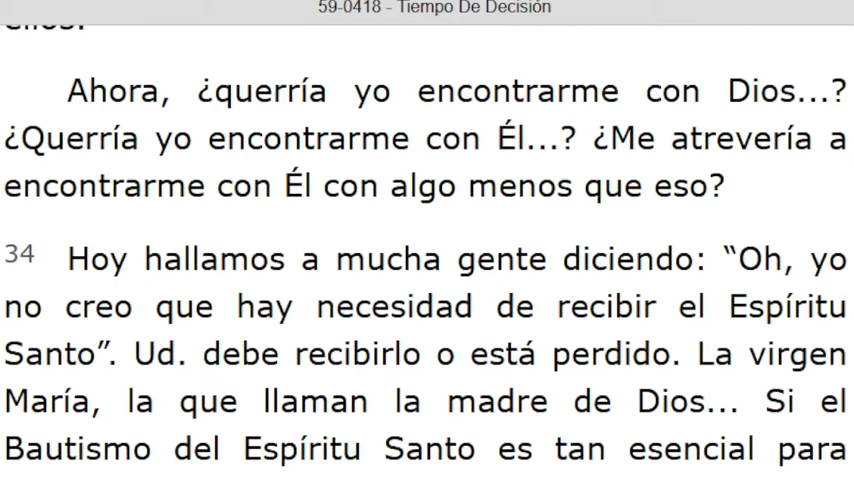 59-0418 - Tiempo De Decisión
ellos.
Ahora, ¿querría yo encontrarme con Dios...?
¿Querría yo encontrarme con Él...? ¿Me atrevería a
encontrarme con Él con algo menos que eso?
34 Hoy hallamos a mucha gente diciendo: “Oh, yo
no creo que hay necesidad de recibir el Espíritu
Santo”. Ud. debe recibirlo o está perdido. La virgen
María, la que llaman la madre de Dios... Si el
Bautismo del Espíritu Santo es tan esencial para